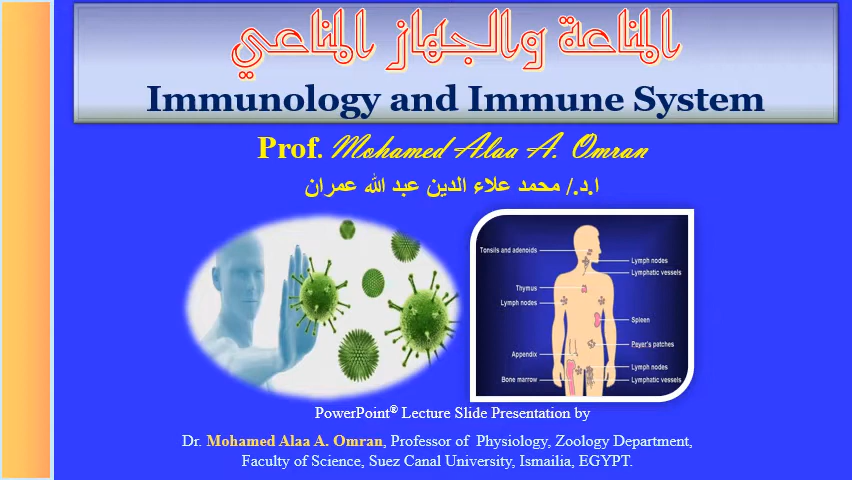 المناعة والجهاز المناعي
Immunology and Immune System
Prof. Mohamed Alaa A. Omran
ا.د./ محمد علاء الدين عبد الله عمران
Tonsils and adenoids
Lymph nodes
Lymphatic vessels
Thymus
Lymph nodes
Spleen
Peyer's patches
Appendix
Lymph nodes
Bone marrow
Lymphatic vessels
PowerPoint® Lecture Slide Presentation by
Dr. Mohamed Alaa A. Omran, Professor of Physiology, Zoology Department,
Faculty of Science, Suez Canal University, Ismailia, EGYPT.